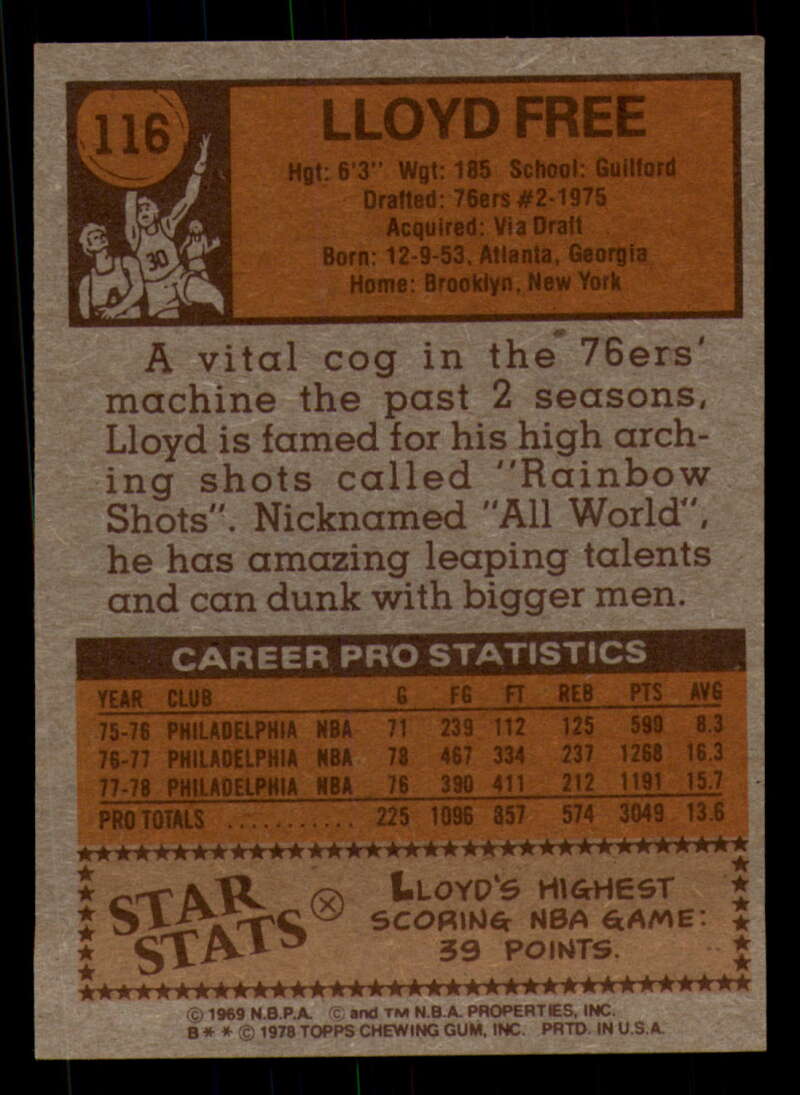 116
LLOYD FREE
Hgt: 6'3" Wgt: 185 School: Guilford
Drafted: 76ers #2-1975
Acquired: Via Draft
Born: 12-9-53, Atlanta, Georgia
Home: Brooklyn, New York
30
A vital cog in the 76ers'
machine the past 2 seasons,
Lloyd is famed for his high arch-
ing shots called "Rainbow
Shots". Nicknamed "All World",
he has amazing leaping talents
and can dunk with bigger men.
CAREER PRO STATISTICS
YEAR CLUB G FG FT REB PTS AVG
75-76 PHILADELPHIA NBA 71 239 112 125 590 8.3
76-77 PHILADELPHIA NBA 78 467 334 237 1268 16.3
77-78 PHILADELPHIA NBA 76 390 411 212 1191 15.7
PRO TOTALS ............ 225 1096 857 574 3049 13.6
STAR
STATS
LLOYD'S HIGHEST
SCORING NBA GAME:
39 POINTS.
© 1969 N.B.P.A. © and TM N.B.A. PROPERTIES, INC.
B * * © 1978 TOPPS CHEWING GUM, INC. PRTD. IN U.S.A.